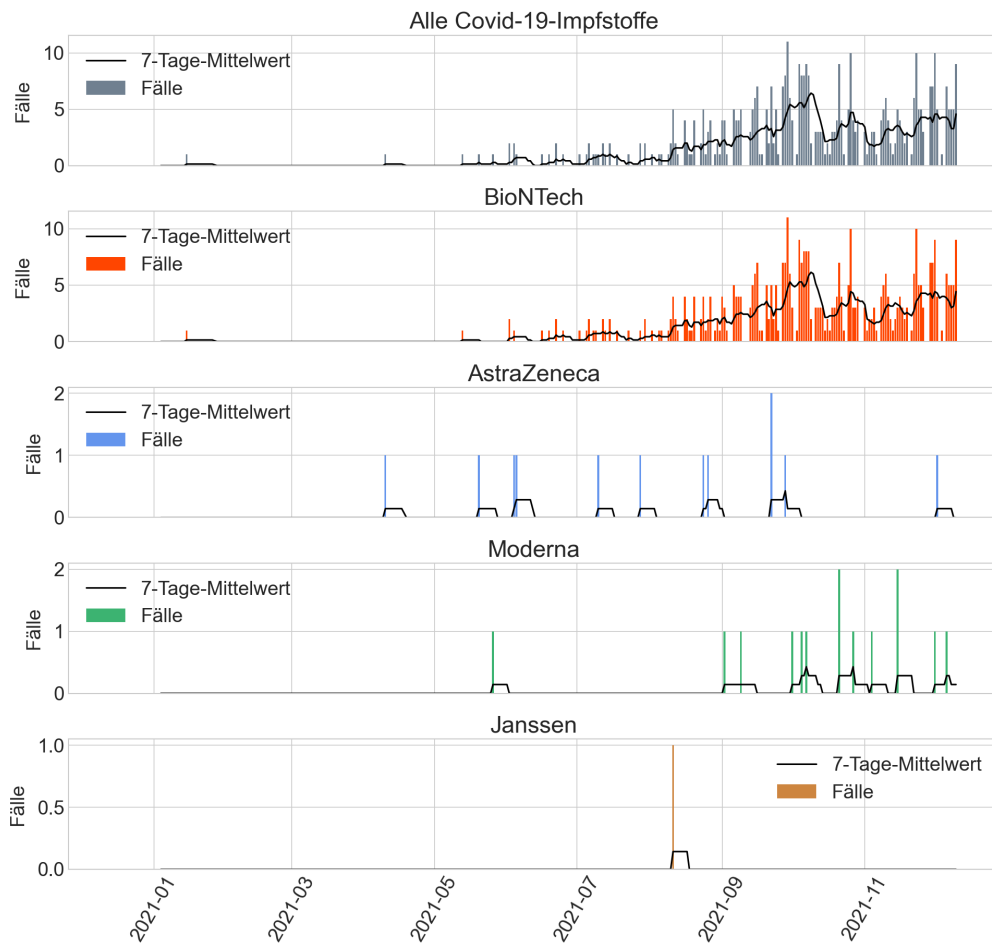 Alle Covid-19-Impfstoffe
10
5
0
Fälle
7-Tage-Mittelwert
Fälle
BioNTech
10
5
0
Fälle
7-Tage-Mittelwert
Fälle
AstraZeneca
2
1
0
Fälle
7-Tage-Mittelwert
Fälle
Moderna
2
1
0
Fälle
7-Tage-Mittelwert
Fälle
Janssen
1.0
0.5
0.0
Fälle
7-Tage-Mittelwert
Fälle
2021-01
2021-03
2021-05
2021-07
2021-09
2021-11